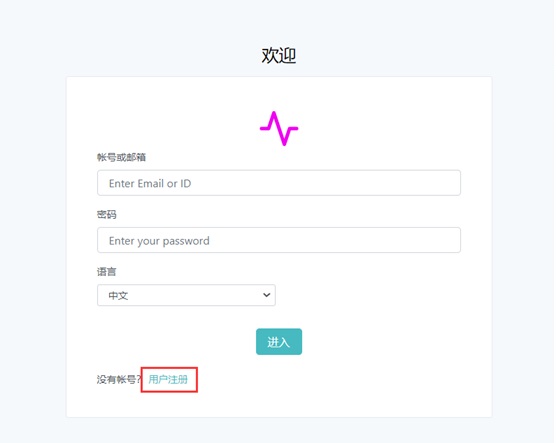 欢迎
帐号或邮箱
Enter Email or ID
密码
Enter your password
语言
中文
进入
没有帐号? 用户注册